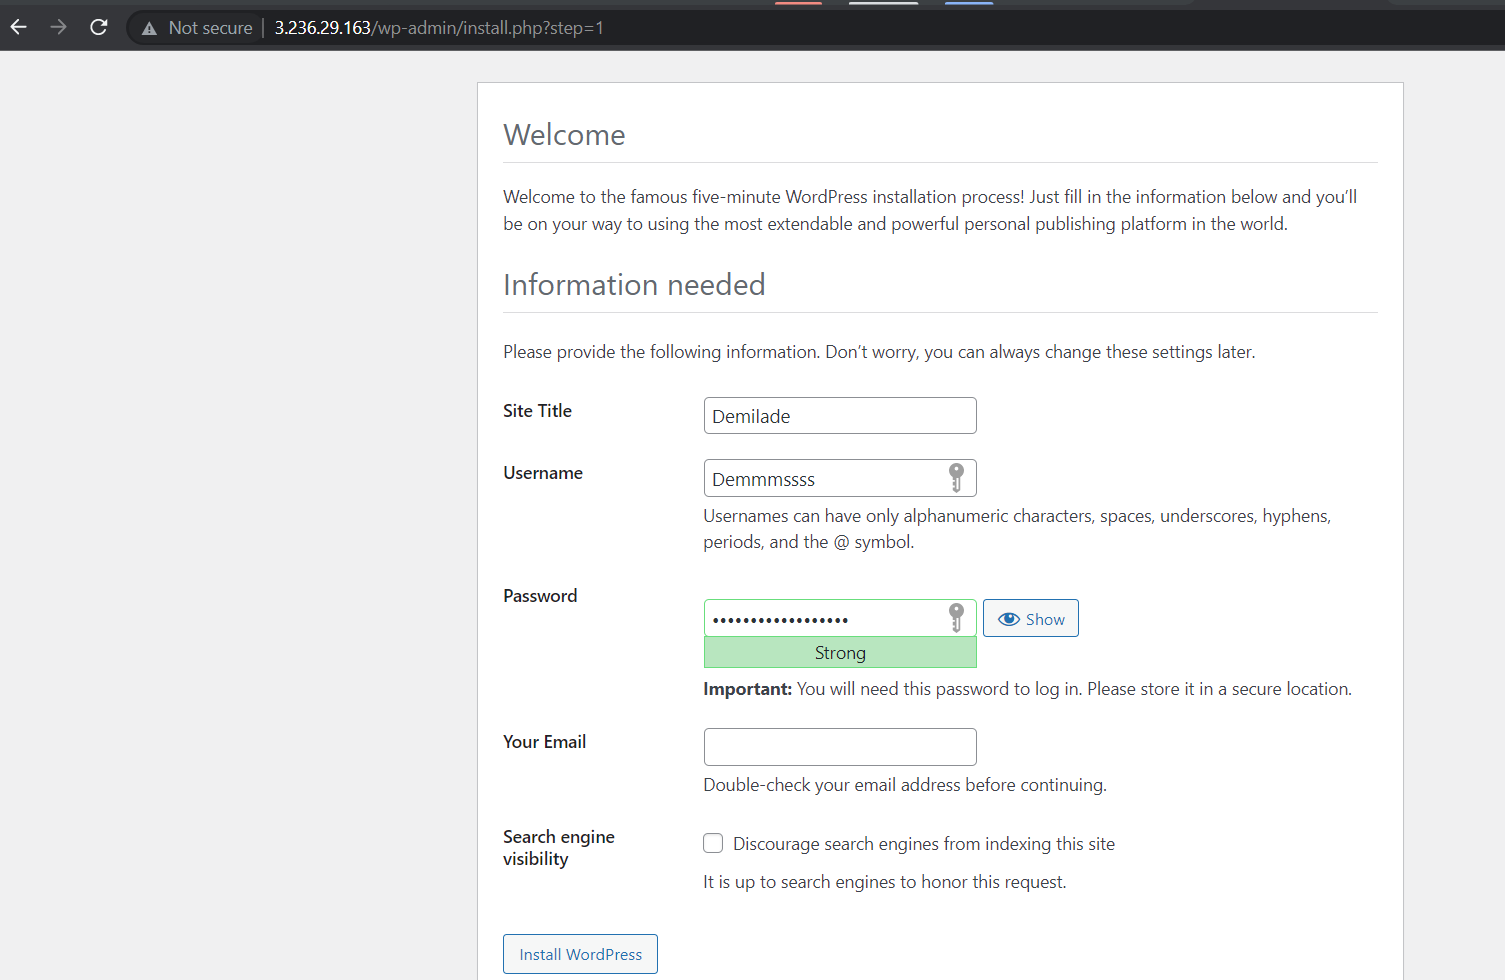 Not secure | 3.236.29.163/wp-admin/install.php?step=1
Welcome
Welcome to the famous five-minute WordPress installation process! Just fill in the information below and you’ll
be on your way to using the most extendable and powerful personal publishing platform in the world.
Information needed
Please provide the following information. Don’t worry, you can always change these settings later.
Site Title
Demilade
Username
Demmmssss
Usernames can have only alphanumeric characters, spaces, underscores, hyphens,
periods, and the @ symbol.
Password
••••••••••••••••••
Show
Strong
Important: You will need this password to log in. Please store it in a secure location.
Your Email
Double-check your email address before continuing.
Search engine
visibility
Discourage search engines from indexing this site
It is up to search engines to honor this request.
Install WordPress